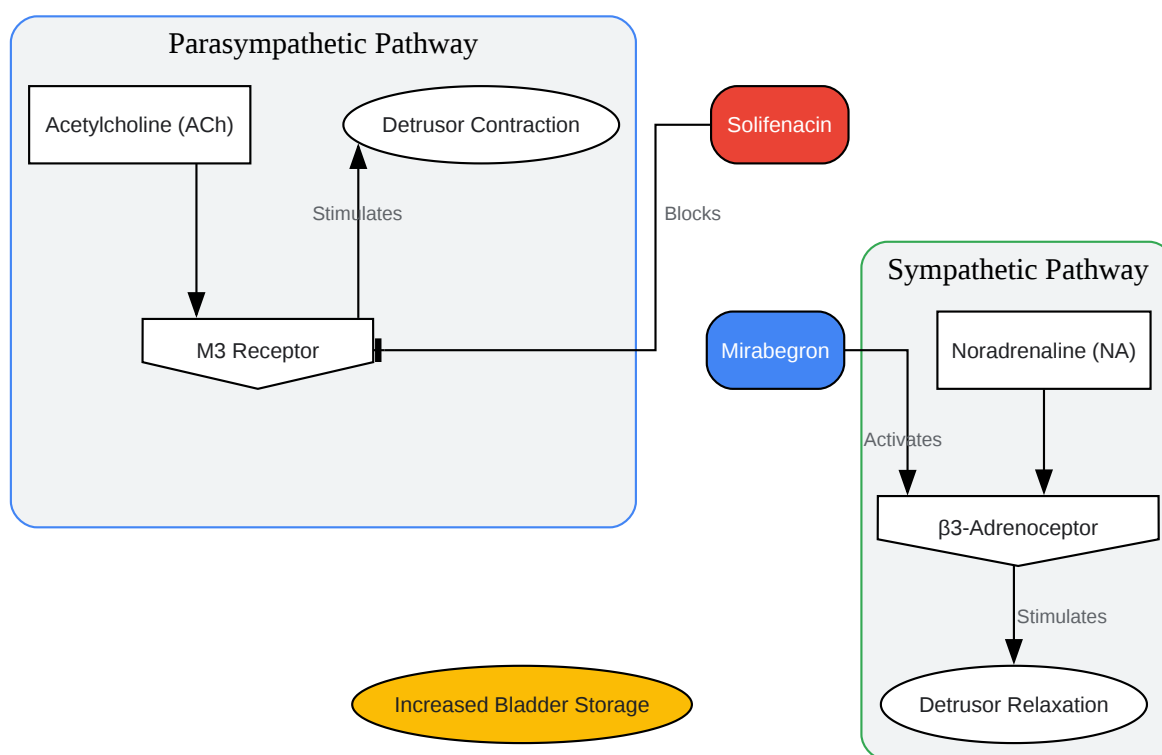 Parasympathetic Pathway
Acetylcholine (ACh)
Detrusor Contraction
Solifenacin
Stimulates
Blocks
Sympathetic Pathway
M3 Receptor
Mirabegron
Noradrenaline (NA)
Activates
β3-Adrenoceptor
Stimulates
Increased Bladder Storage
Detrusor Relaxation